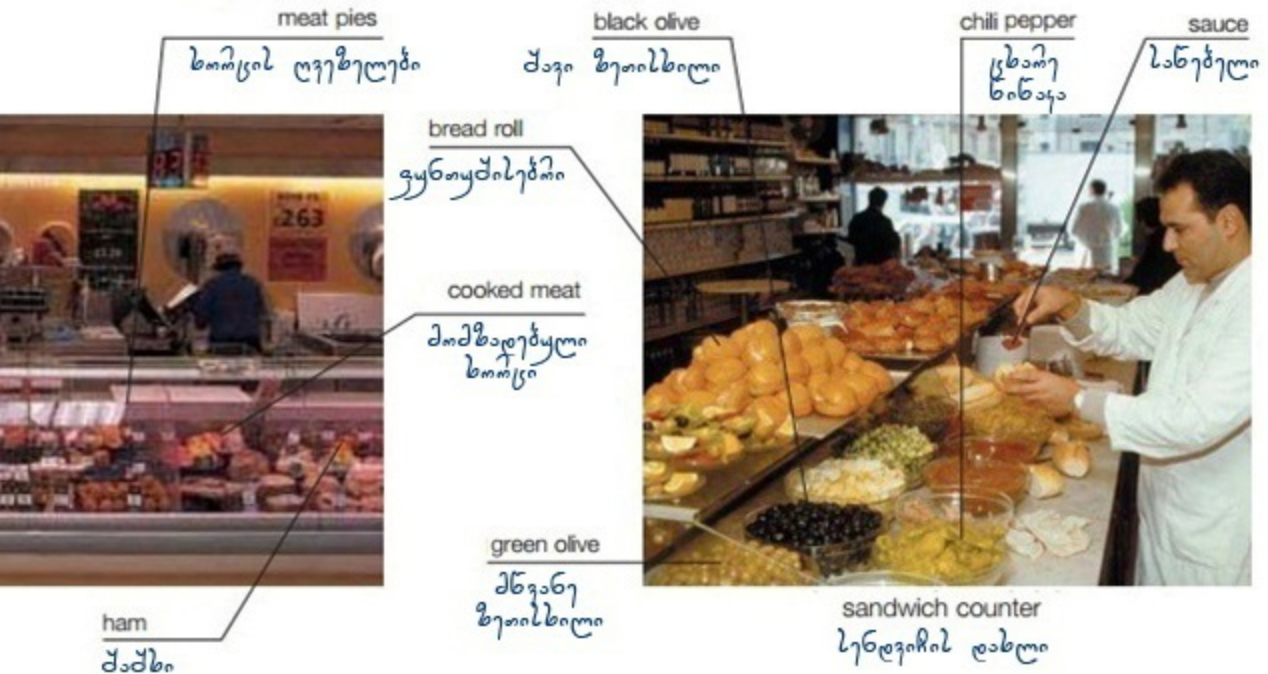 meat pies
ხორცის ღვეზელები
black olive
შავი ზეთისხილი
chili pepper
ცხარე
წიწაკა
sauce
საწებელი
bread roll
ფუნთუშისებრი
263
cooked meat
მომზადებული
ხორცი
green olive
მწვანე
ზეთისხილი
ham
შაშხი
sandwich counter
სენდვიჩის დახლი